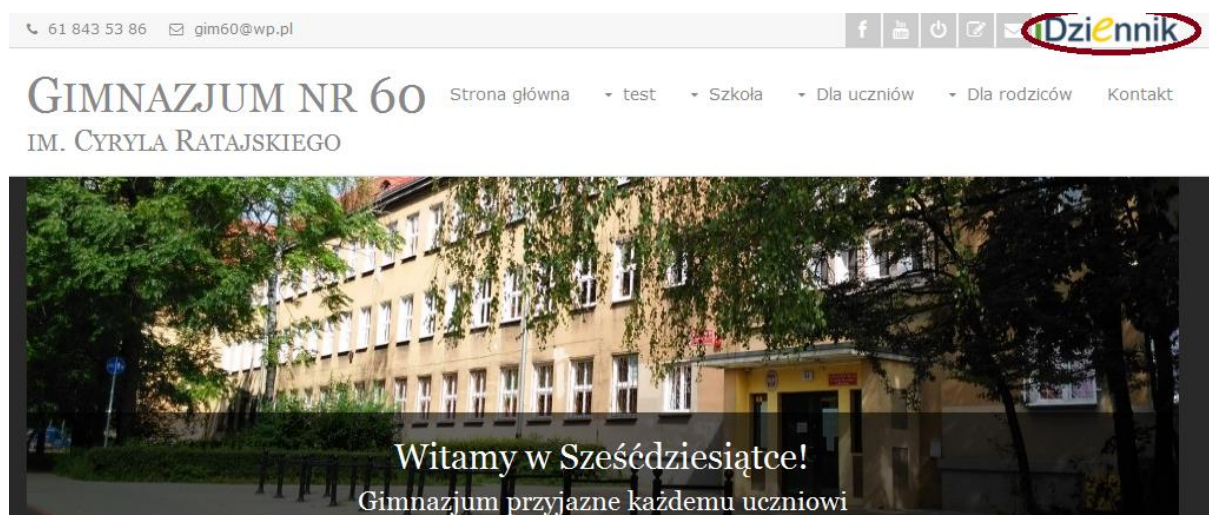 61 843 53 86 gim60@wp.pl iDziennik
GIMNAZJUM NR 60
IM. CYRYLA RATAJSKIEGO
Strona główna test Szkoła Dla uczniów Dla rodziców Kontakt
Witamy w Sześćdziesiątce!
Gimnazjum przyjazne każdemu uczniowi